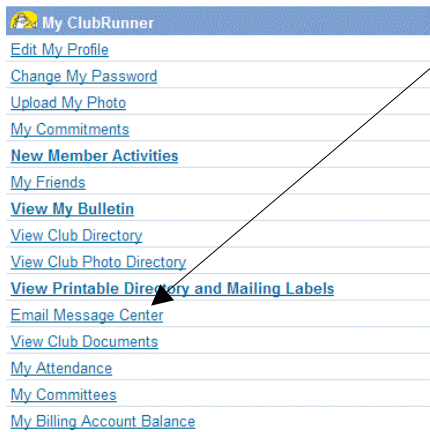 My ClubRunner
Edit My Profile
Change My Password
Upload My Photo
My Commitments
New Member Activities
My Friends
View My Bulletin
View Club Directory
View Club Photo Directory
View Printable Directory and Mailing Labels
Email Message Center
View Club Documents
My Attendance
My Committees
My Billing Account Balance